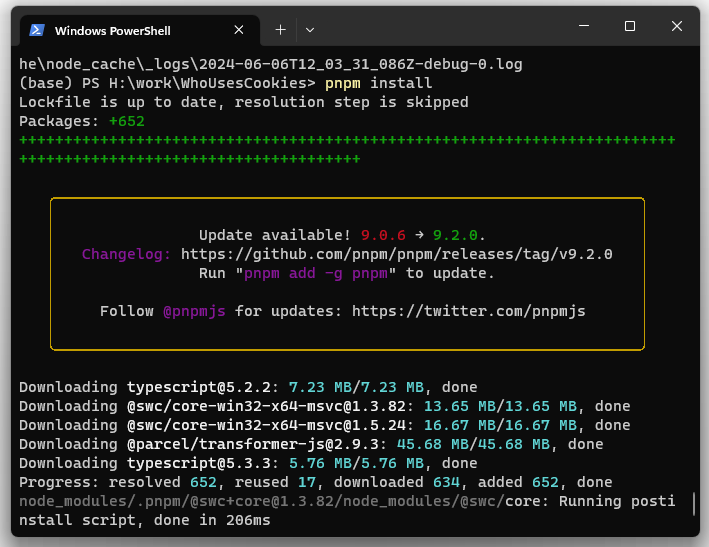 Windows PowerShell
he\node_cache\_logs\2024-06-06T12_03_31_086Z-debug-0.log
(base) PS H:\work\WhoUsesCookies> pnpm install
Lockfile is up to date, resolution step is skipped
Packages: +652
+++++++++++++++++++++++++++++++++++++++++++++++++++++++++++++++++++++++++
++++++++++++++++++++++++++++++++++++++
Update available! 9.0.6 → 9.2.0.
Changelog: https://github.com/pnpm/pnpm/releases/tag/v9.2.0
Run "pnpm add -g pnpm" to update.
Follow @pnpmjs for updates: https://twitter.com/pnpmjs
Downloading typescript@5.2.2: 7.23 MB/7.23 MB, done
Downloading @swc/core-win32-x64-msvc@1.3.82: 13.65 MB/13.65 MB, done
Downloading @swc/core-win32-x64-msvc@1.5.24: 16.67 MB/16.67 MB, done
Downloading @parcel/transformer-js@2.9.3: 45.68 MB/45.68 MB, done
Downloading typescript@5.3.3: 5.76 MB/5.76 MB, done
Progress: resolved 652, reused 17, downloaded 634, added 652, done
node_modules/.pnpm/@swc+core@1.3.82/node_modules/@swc/core: Running posti
nstall script, done in 206ms